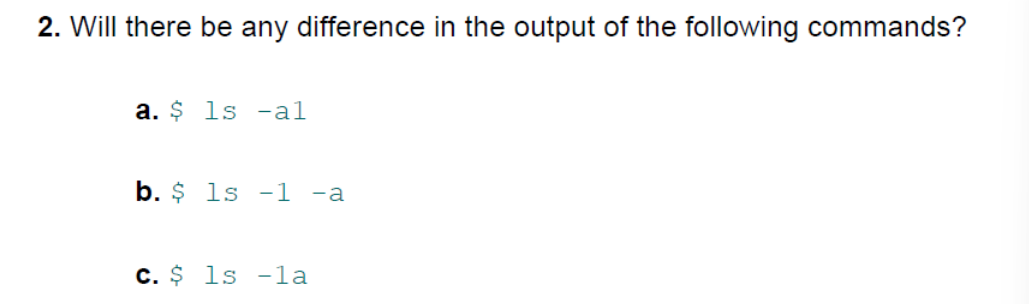 2. Will there be any difference in the output of the following commands?
a. $ ls -al
b. $ ls -l -a
c. $ ls -la